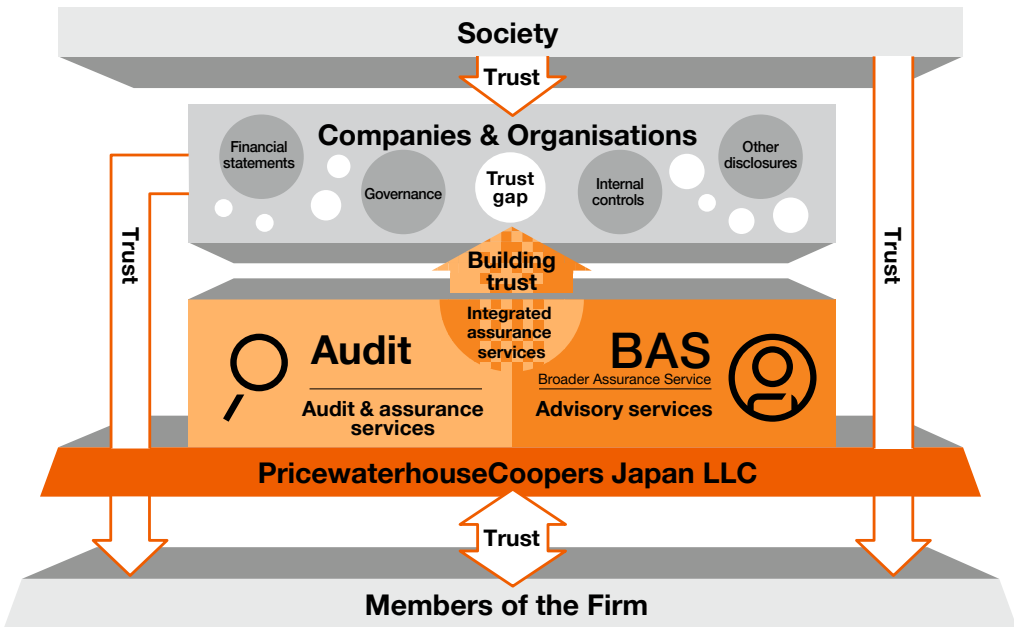 Society
Trust
Companies & Organisations
Financial
statements
Governance
Trust
gap
Internal
controls
Other
disclosures
Trust
Trust
Building
trust
Integrated
assurance
services
Audit
Audit & assurance
services
BAS
Broader Assurance Service
Advisory services
PricewaterhouseCoopers Japan LLC
Trust
Members of the Firm